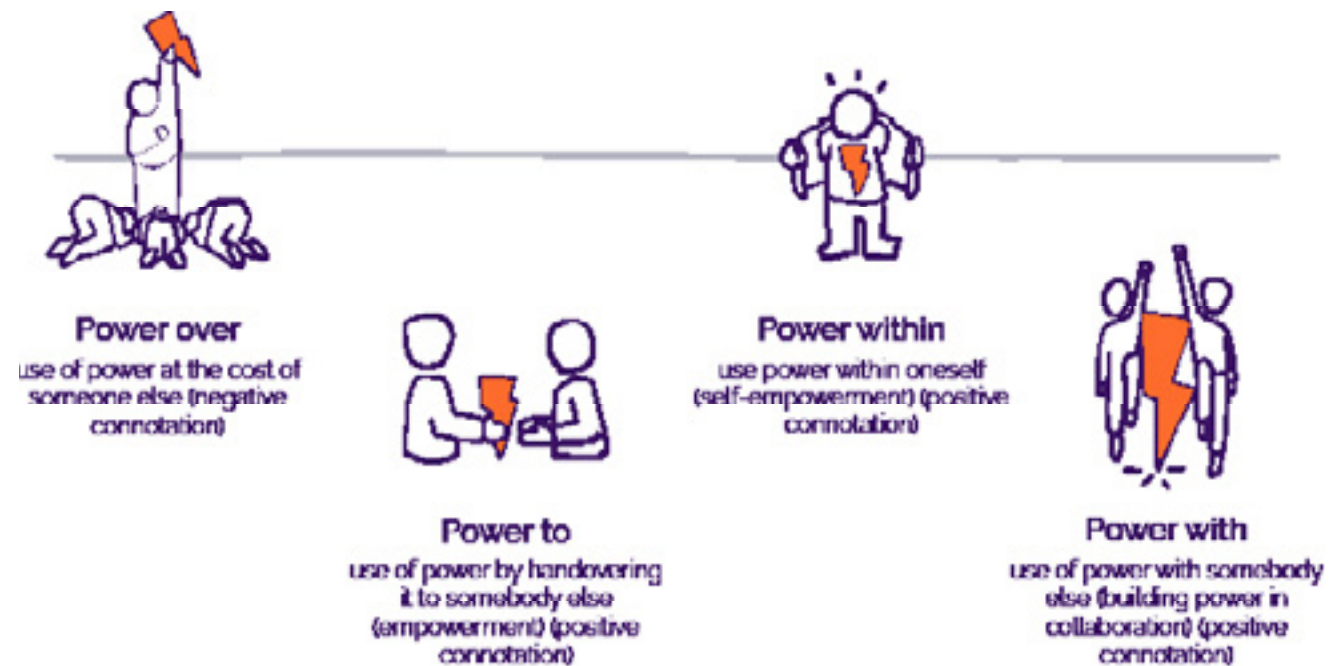 Power over
use of power at the cost of
someone else (negative
connotation)
Power to
use of power by handovering
it to somebody else
(empowerment) (positive
connotation)
Power within
use power within oneself
(self-empowerment) (positive
connotation)
Power with
use of power with somebody
else (building power in
collaboration) (positive
connotation)